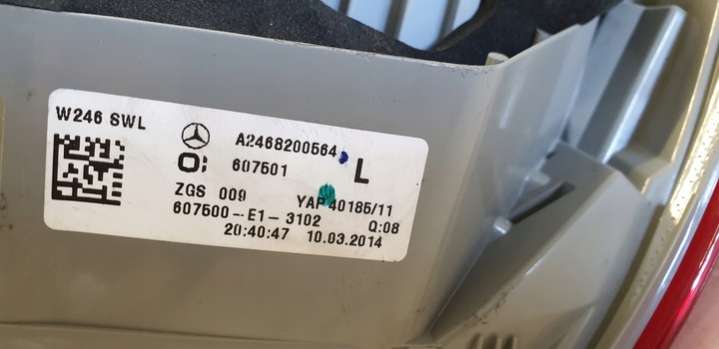 W246 SWL
A2468200564
607501 L
ZGS 009 YAP 40185/11
607500-E1-3102 Q:08
20:40:47 10.03.2014